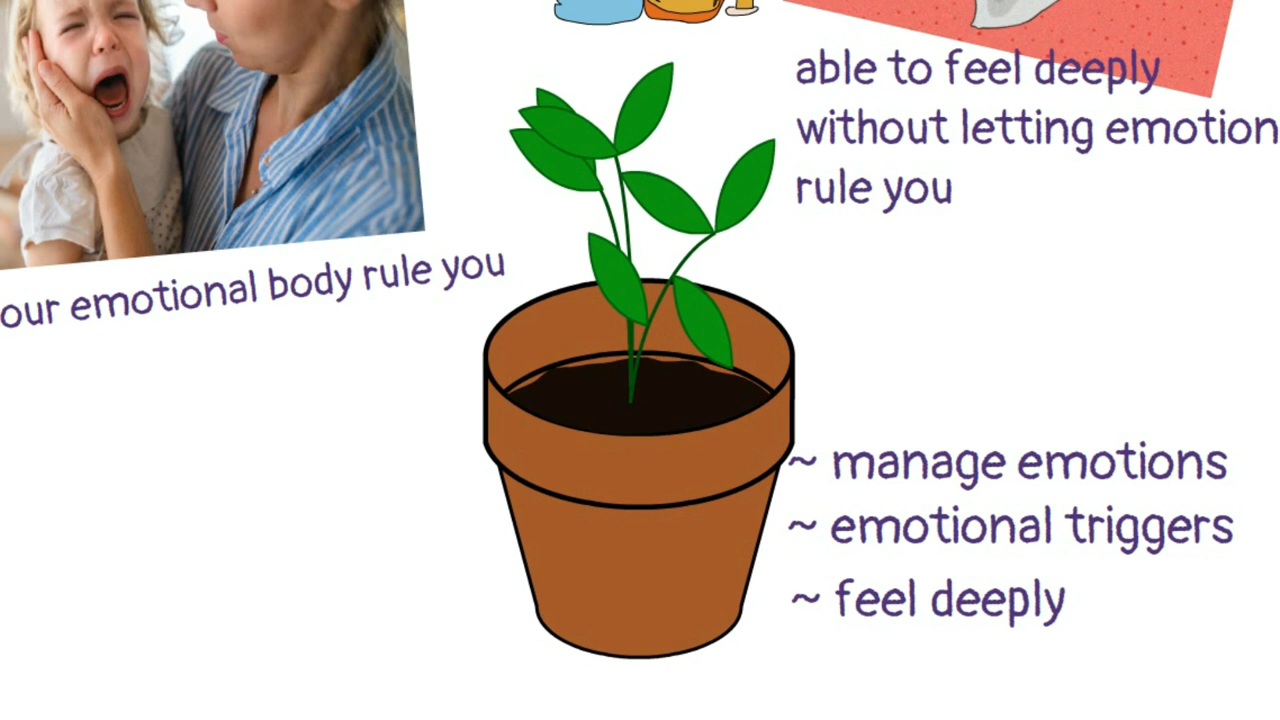 able to feel deeply
without letting emotion
rule you
our emotional body rule you
~ manage emotions
~ emotional triggers
~ feel deeply